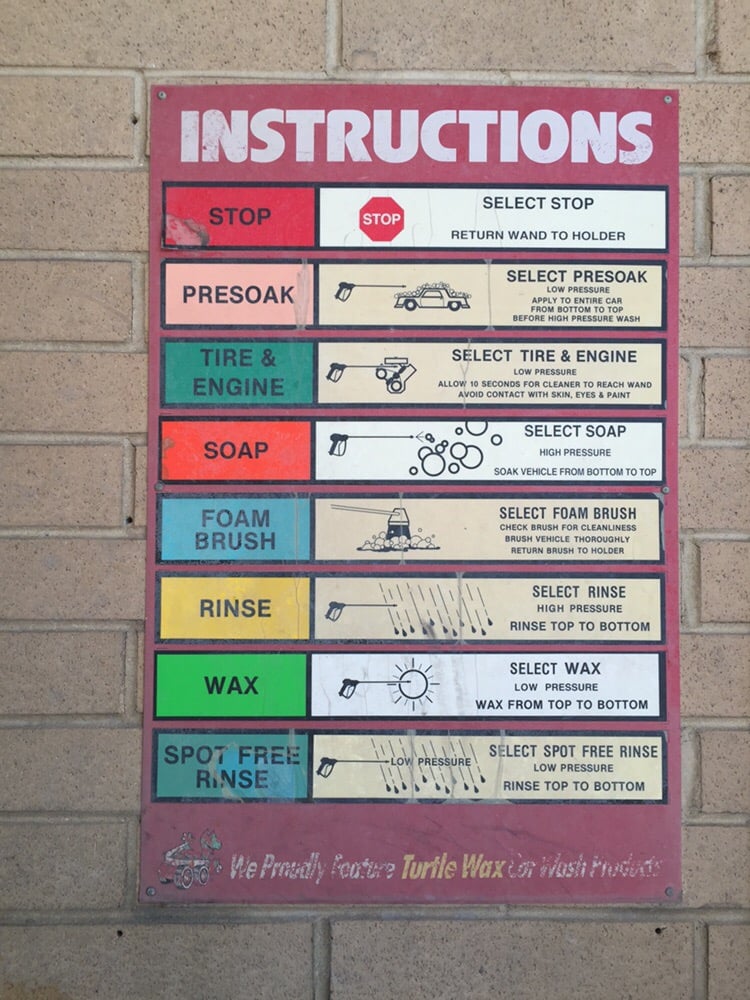 INSTRUCTIONS
STOP
STOP
SELECT STOP
RETURN WAND TO HOLDER
PRESOAK
SELECT PRESOAK
LOW PRESSURE
APPLY TO ENTIRE CAR
FROM BOTTOM TO TOP
BEFORE HIGH PRESSURE WASH
TIRE &
ENGINE
SELECT TIRE & ENGINE
LOW PRESSURE
ALLOW 10 SECONDS FOR CLEANER TO REACH WAND
AVOID CONTACT WITH SKIN, EYES & PAINT
SOAP
SELECT SOAP
HIGH PRESSURE
SOAK VEHICLE FROM BOTTOM TO TOP
FOAM
BRUSH
SELECT FOAM BRUSH
CHECK BRUSH FOR CLEANLINESS
BRUSH VEHICLE THOROUGHLY
RETURN BRUSH TO HOLDER
RINSE
SELECT RINSE
HIGH PRESSURE
RINSE TOP TO BOTTOM
WAX
SELECT WAX
LOW PRESSURE
WAX FROM TOP TO BOTTOM
SPOT FREE
RINSE
LOW PRESSURE
SELECT SPOT FREE RINSE
LOW PRESSURE
RINSE TOP TO BOTTOM
We Proudly Feature Turtle Wax Car Wash Products